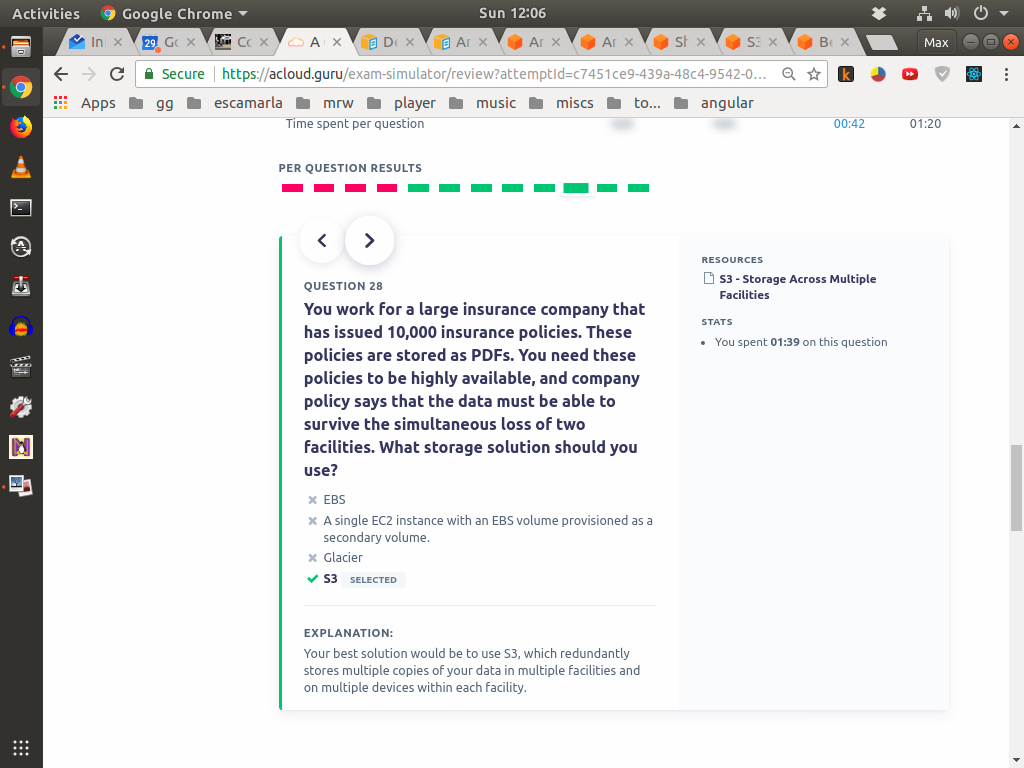 Activities
Google Chrome
Sun 12:06
In
Go
Co
A
De
Ar
Ar
Ar
Sh
S3
Be
Max
29
Secure
https://acloud.guru/exam-simulator/review?attemptId=c7451ce9-439a-48c4-9542-0...
k
Apps
gg
escamarla
mrw
player
music
miscs
to...
angular
Time spent per question
00:42
01:20
PER QUESTION RESULTS
QUESTION 28
You work for a large insurance company that
has issued 10,000 insurance policies. These
policies are stored as PDFs. You need these
policies to be highly available, and company
policy says that the data must be able to
survive the simultaneous loss of two
facilities. What storage solution should you
use?
EBS
A single EC2 instance with an EBS volume provisioned as a
secondary volume.
Glacier
S3 SELECTED
EXPLANATION:
Your best solution would be to use S3, which redundantly
stores multiple copies of your data in multiple facilities and
on multiple devices within each facility.
RESOURCES
S3 - Storage Across Multiple
Facilities
STATS
You spent 01:39 on this question